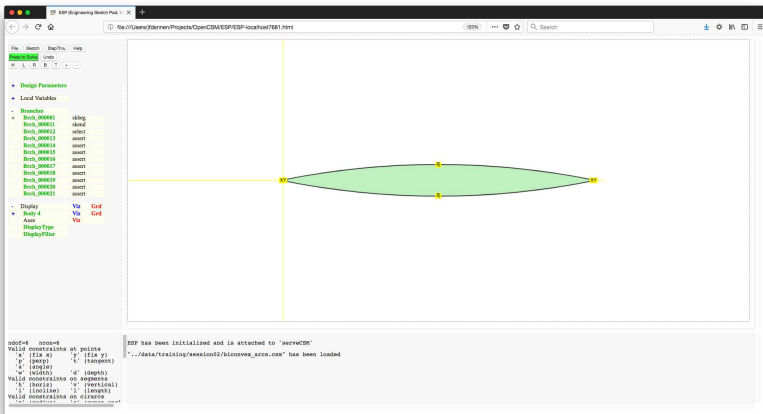 ESP (Engineering Sketch Pad, V
file:///Users/jfdannen/Projects/OpenCSM/ESP/ESP-localhost7681.html
120%
Search
File Sketch StepThru Help
Press to Solve Undo
H L R B T + -
+ Design Parameters
+ Local Variables
- Branches
+ Brch_000001 skbeg
Brch_000011 skend
Brch_000012 select
Brch_000013 assert
Brch_000014 assert
Brch_000015 assert
Brch_000016 assert
Brch_000017 assert
Brch_000018 assert
Brch_000019 assert
Brch_000020 assert
Brch_000021 assert
- Display Viz Grd
+ Body 4 Viz Grd
Axes Viz
DisplayType
DisplayFilter
R
XY XY
R
ndof=6 ncon=6
Valid constraints at points
'x' (fix x) 'y' (fix y)
'p' (perp) 't' (tangent)
'a' (angle)
'w' (width) 'd' (depth)
Valid constraints on segments
'h' (horiz) 'v' (vertical)
'i' (incline) 'l' (length)
Valid constraints on cirarcs
ESP has been initialized and is attached to 'serveCSM'
"../data/training/session02/biconvex_arcs.csm" has been loaded